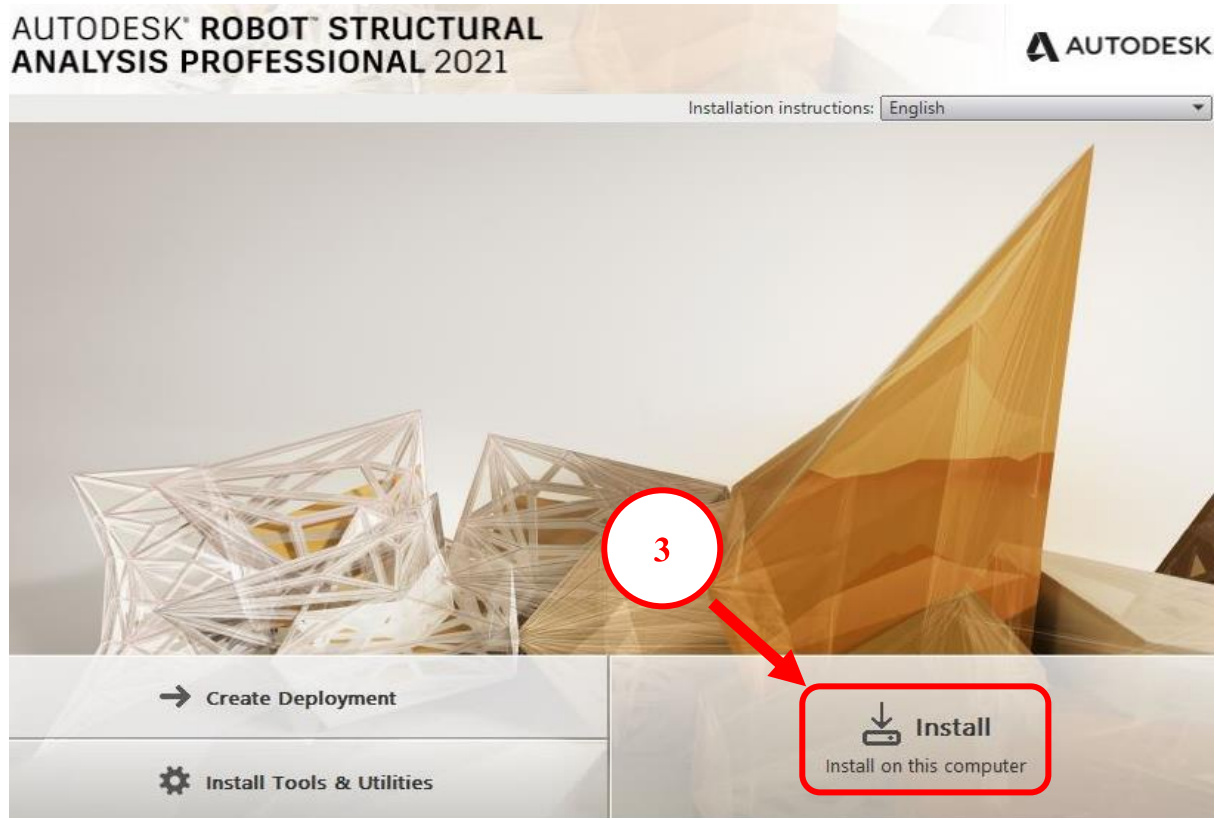 AUTODESK® ROBOT™ STRUCTURAL
ANALYSIS PROFESSIONAL 2021
AUTODESK
Installation instructions: English
3
Create Deployment
Install
Install on this computer
Install Tools & Utilities